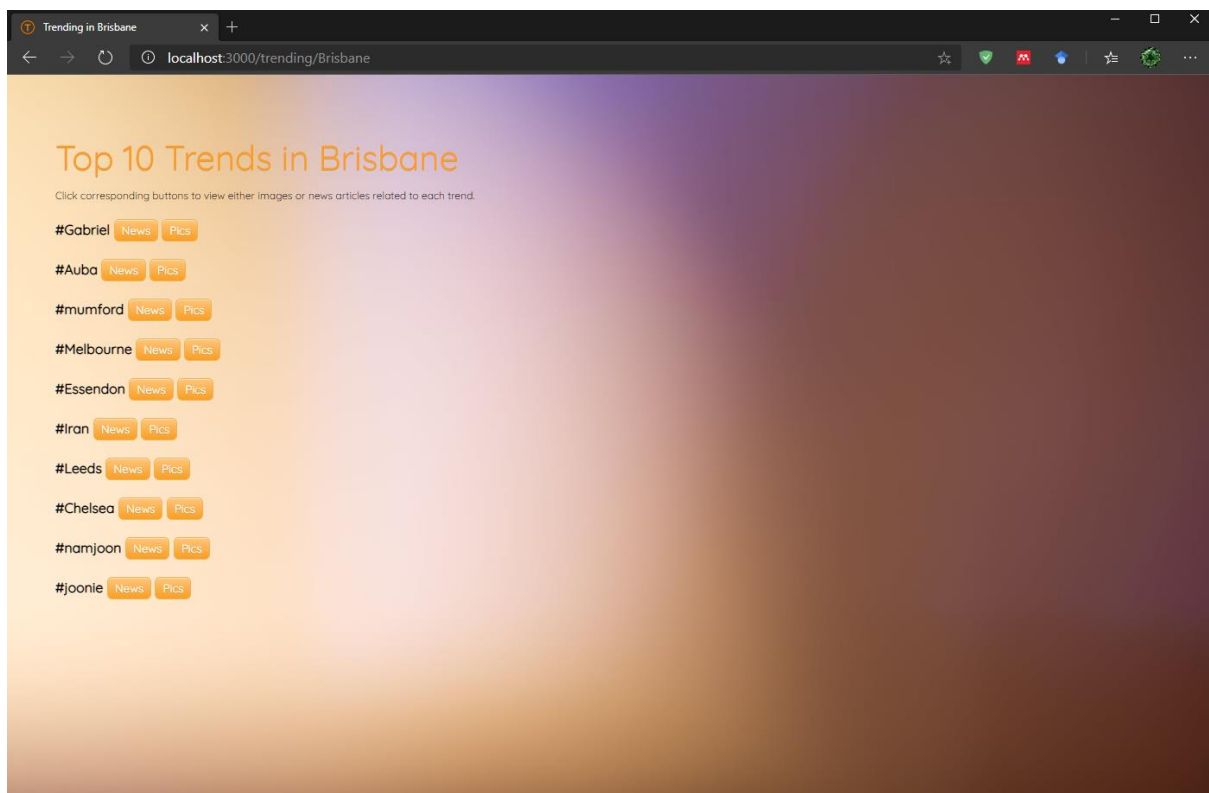 Trending in Brisbane
localhost:3000/trending/Brisbane
Top 10 Trends in Brisbane
Click corresponding buttons to view either images or news articles related to each trend.
#Gabriel News Pics
#Auba News Pics
#mumford News Pics
#Melbourne News Pics
#Essendon News Pics
#Iran News Pics
#Leeds News Pics
#Chelsea News Pics
#namjoon News Pics
#joonie News Pics